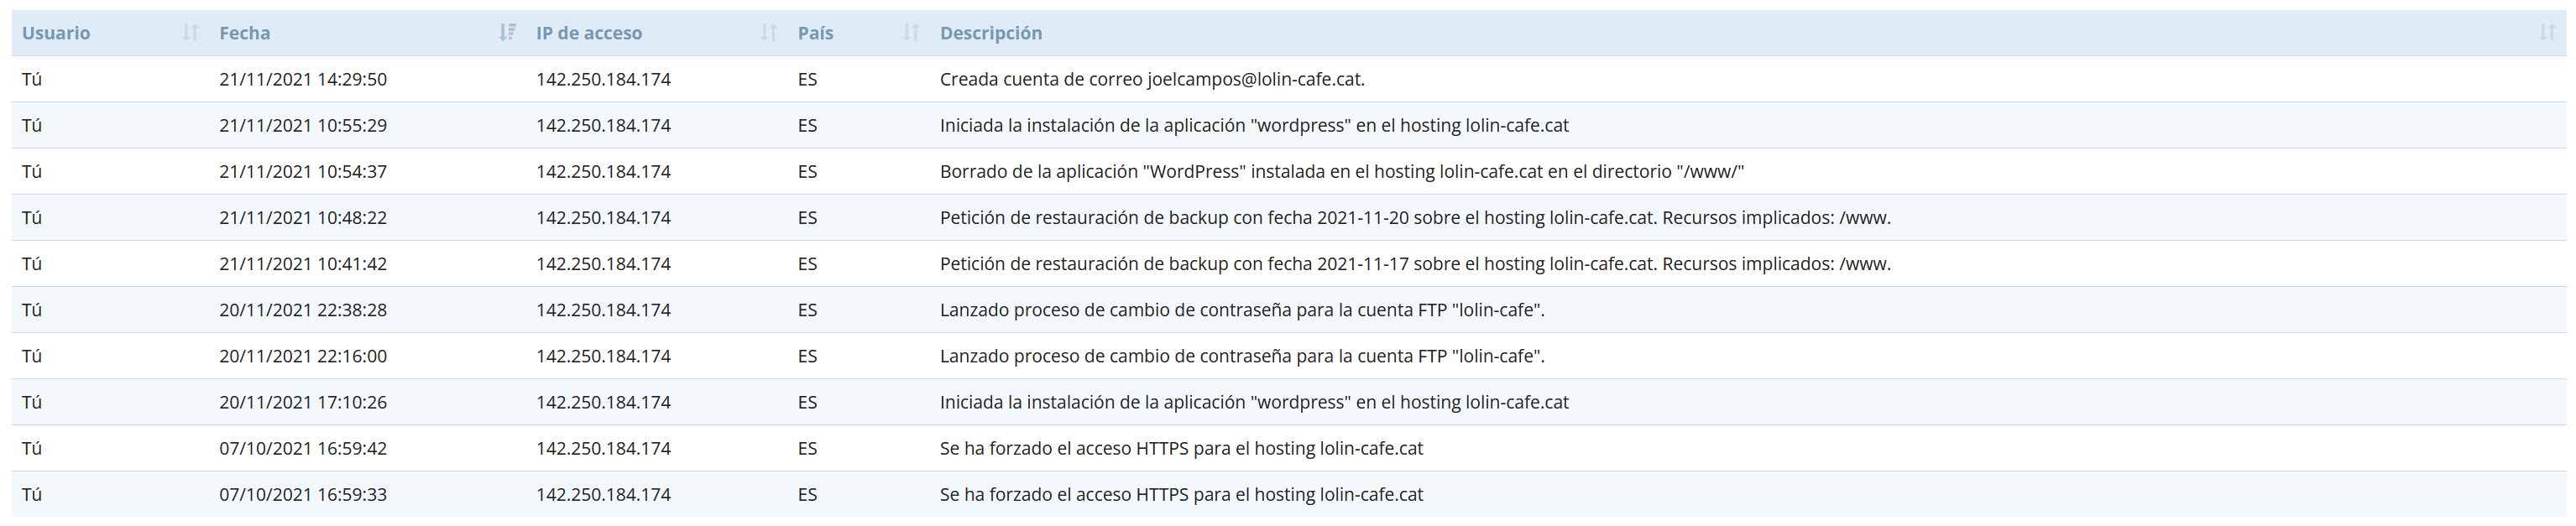 Usuario Fecha IP de acceso País Descripción
Tú 21/11/2021 14:29:50 142.250.184.174 ES Creada cuenta de correo joelcampos@lolin-cafe.cat.
Tú 21/11/2021 10:55:29 142.250.184.174 ES Iniciada la instalación de la aplicación "wordpress" en el hosting lolin-cafe.cat
Tú 21/11/2021 10:54:37 142.250.184.174 ES Borrado de la aplicación "WordPress" instalada en el hosting lolin-cafe.cat en el directorio "/www/"
Tú 21/11/2021 10:48:22 142.250.184.174 ES Petición de restauración de backup con fecha 2021-11-20 sobre el hosting lolin-cafe.cat. Recursos implicados: /www.
Tú 21/11/2021 10:41:42 142.250.184.174 ES Petición de restauración de backup con fecha 2021-11-17 sobre el hosting lolin-cafe.cat. Recursos implicados: /www.
Tú 20/11/2021 22:38:28 142.250.184.174 ES Lanzado proceso de cambio de contraseña para la cuenta FTP "lolin-cafe".
Tú 20/11/2021 22:16:00 142.250.184.174 ES Lanzado proceso de cambio de contraseña para la cuenta FTP "lolin-cafe".
Tú 20/11/2021 17:10:26 142.250.184.174 ES Iniciada la instalación de la aplicación "wordpress" en el hosting lolin-cafe.cat
Tú 07/10/2021 16:59:42 142.250.184.174 ES Se ha forzado el acceso HTTPS para el hosting lolin-cafe.cat
Tú 07/10/2021 16:59:33 142.250.184.174 ES Se ha forzado el acceso HTTPS para el hosting lolin-cafe.cat